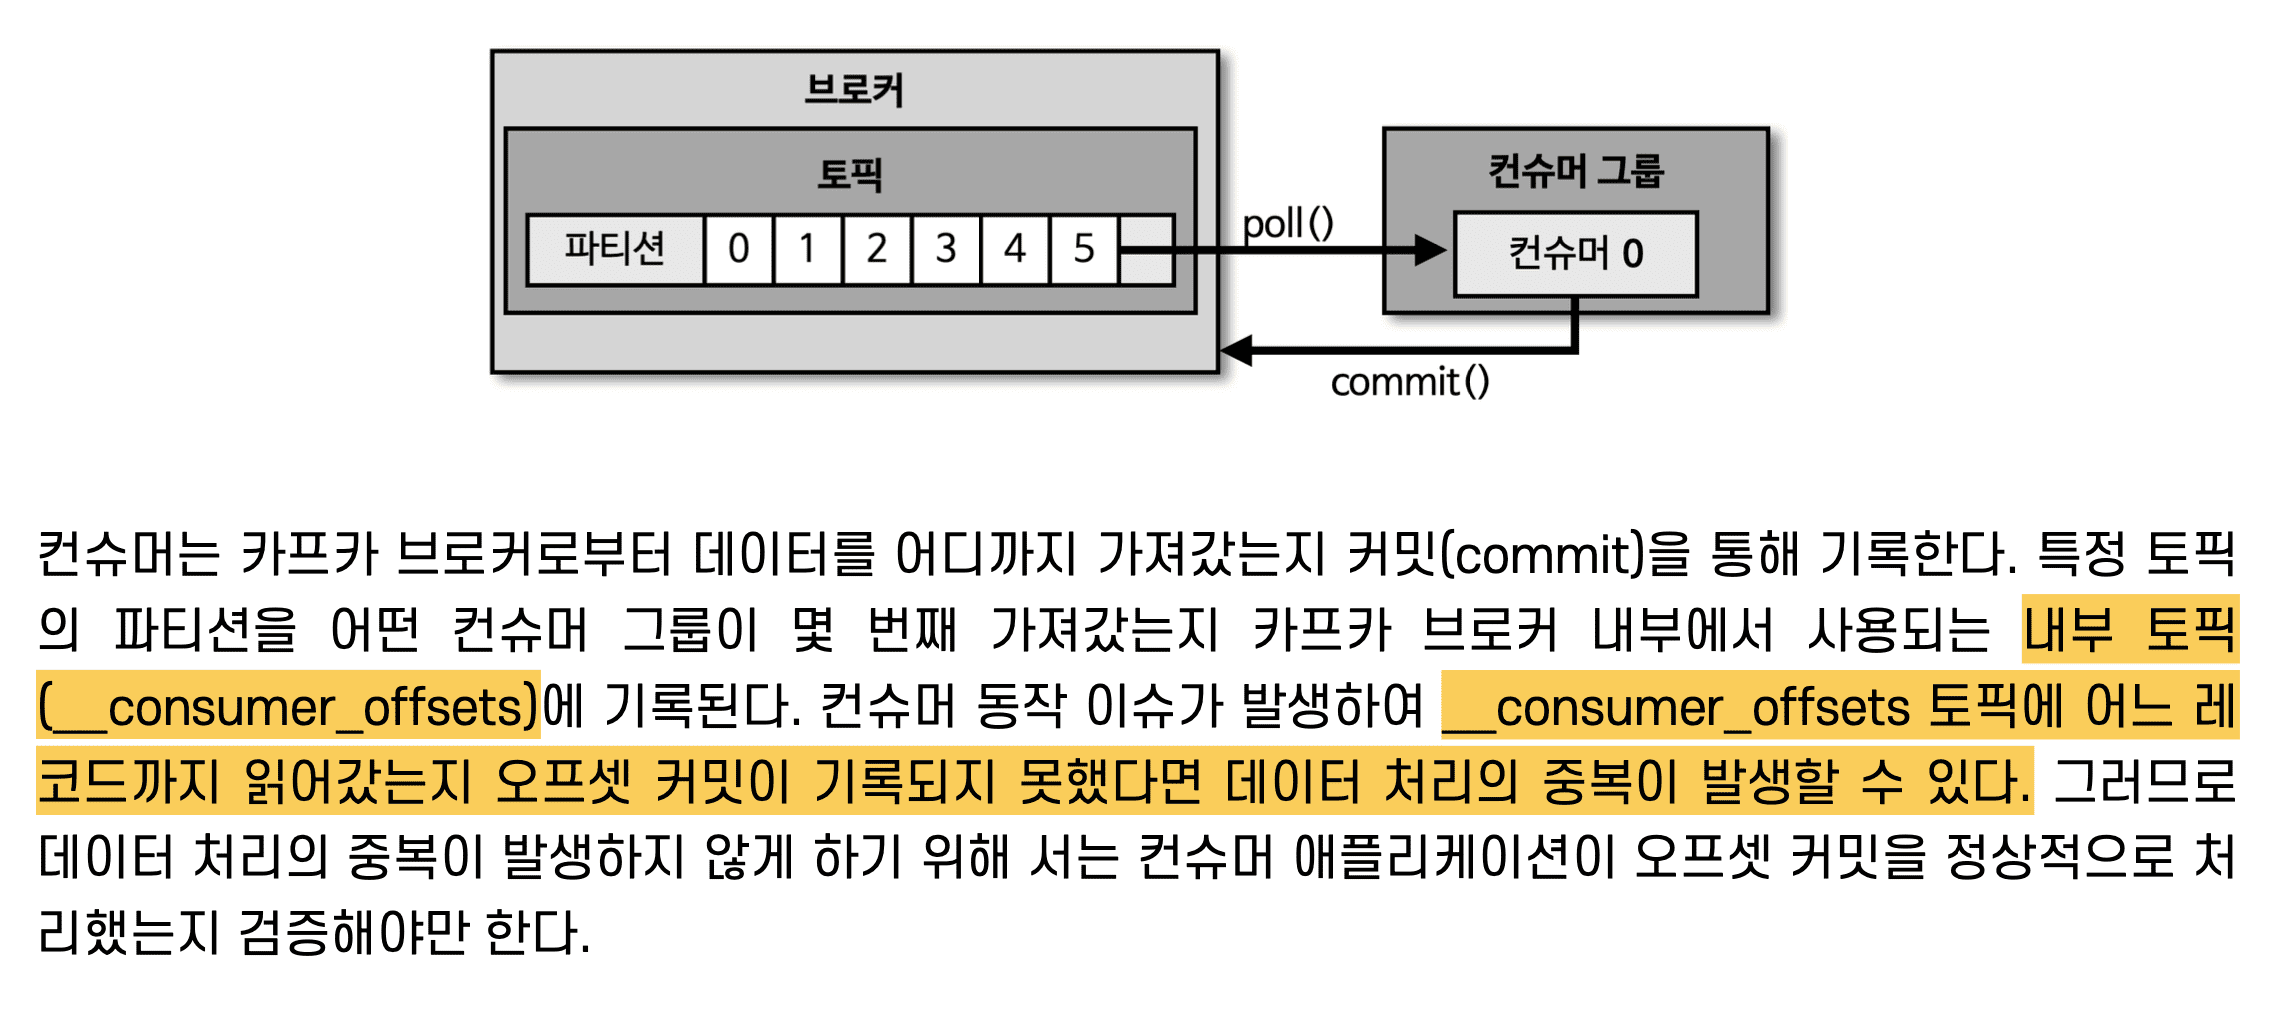 브로커
토픽
컨슈머 그룹
파티션 0 1 2 3 4 5
poll()
컨슈머 0
commit()
컨슈머는 카프카 브로커로부터 데이터를 어디까지 가져갔는지 커밋(commit)을 통해 기록한다. 특정 토픽
의 파티션을 어떤 컨슈머 그룹이 몇 번째 가져갔는지 카프카 브로커 내부에서 사용되는 내부 토픽
(__consumer_offsets)에 기록된다. 컨슈머 동작 이슈가 발생하여 __consumer_offsets 토픽에 어느 레
코드까지 읽어갔는지 오프셋 커밋이 기록되지 못했다면 데이터 처리의 중복이 발생할 수 있다. 그러므로
데이터 처리의 중복이 발생하지 않게 하기 위해 서는 컨슈머 애플리케이션이 오프셋 커밋을 정상적으로 처
리했는지 검증해야만 한다.